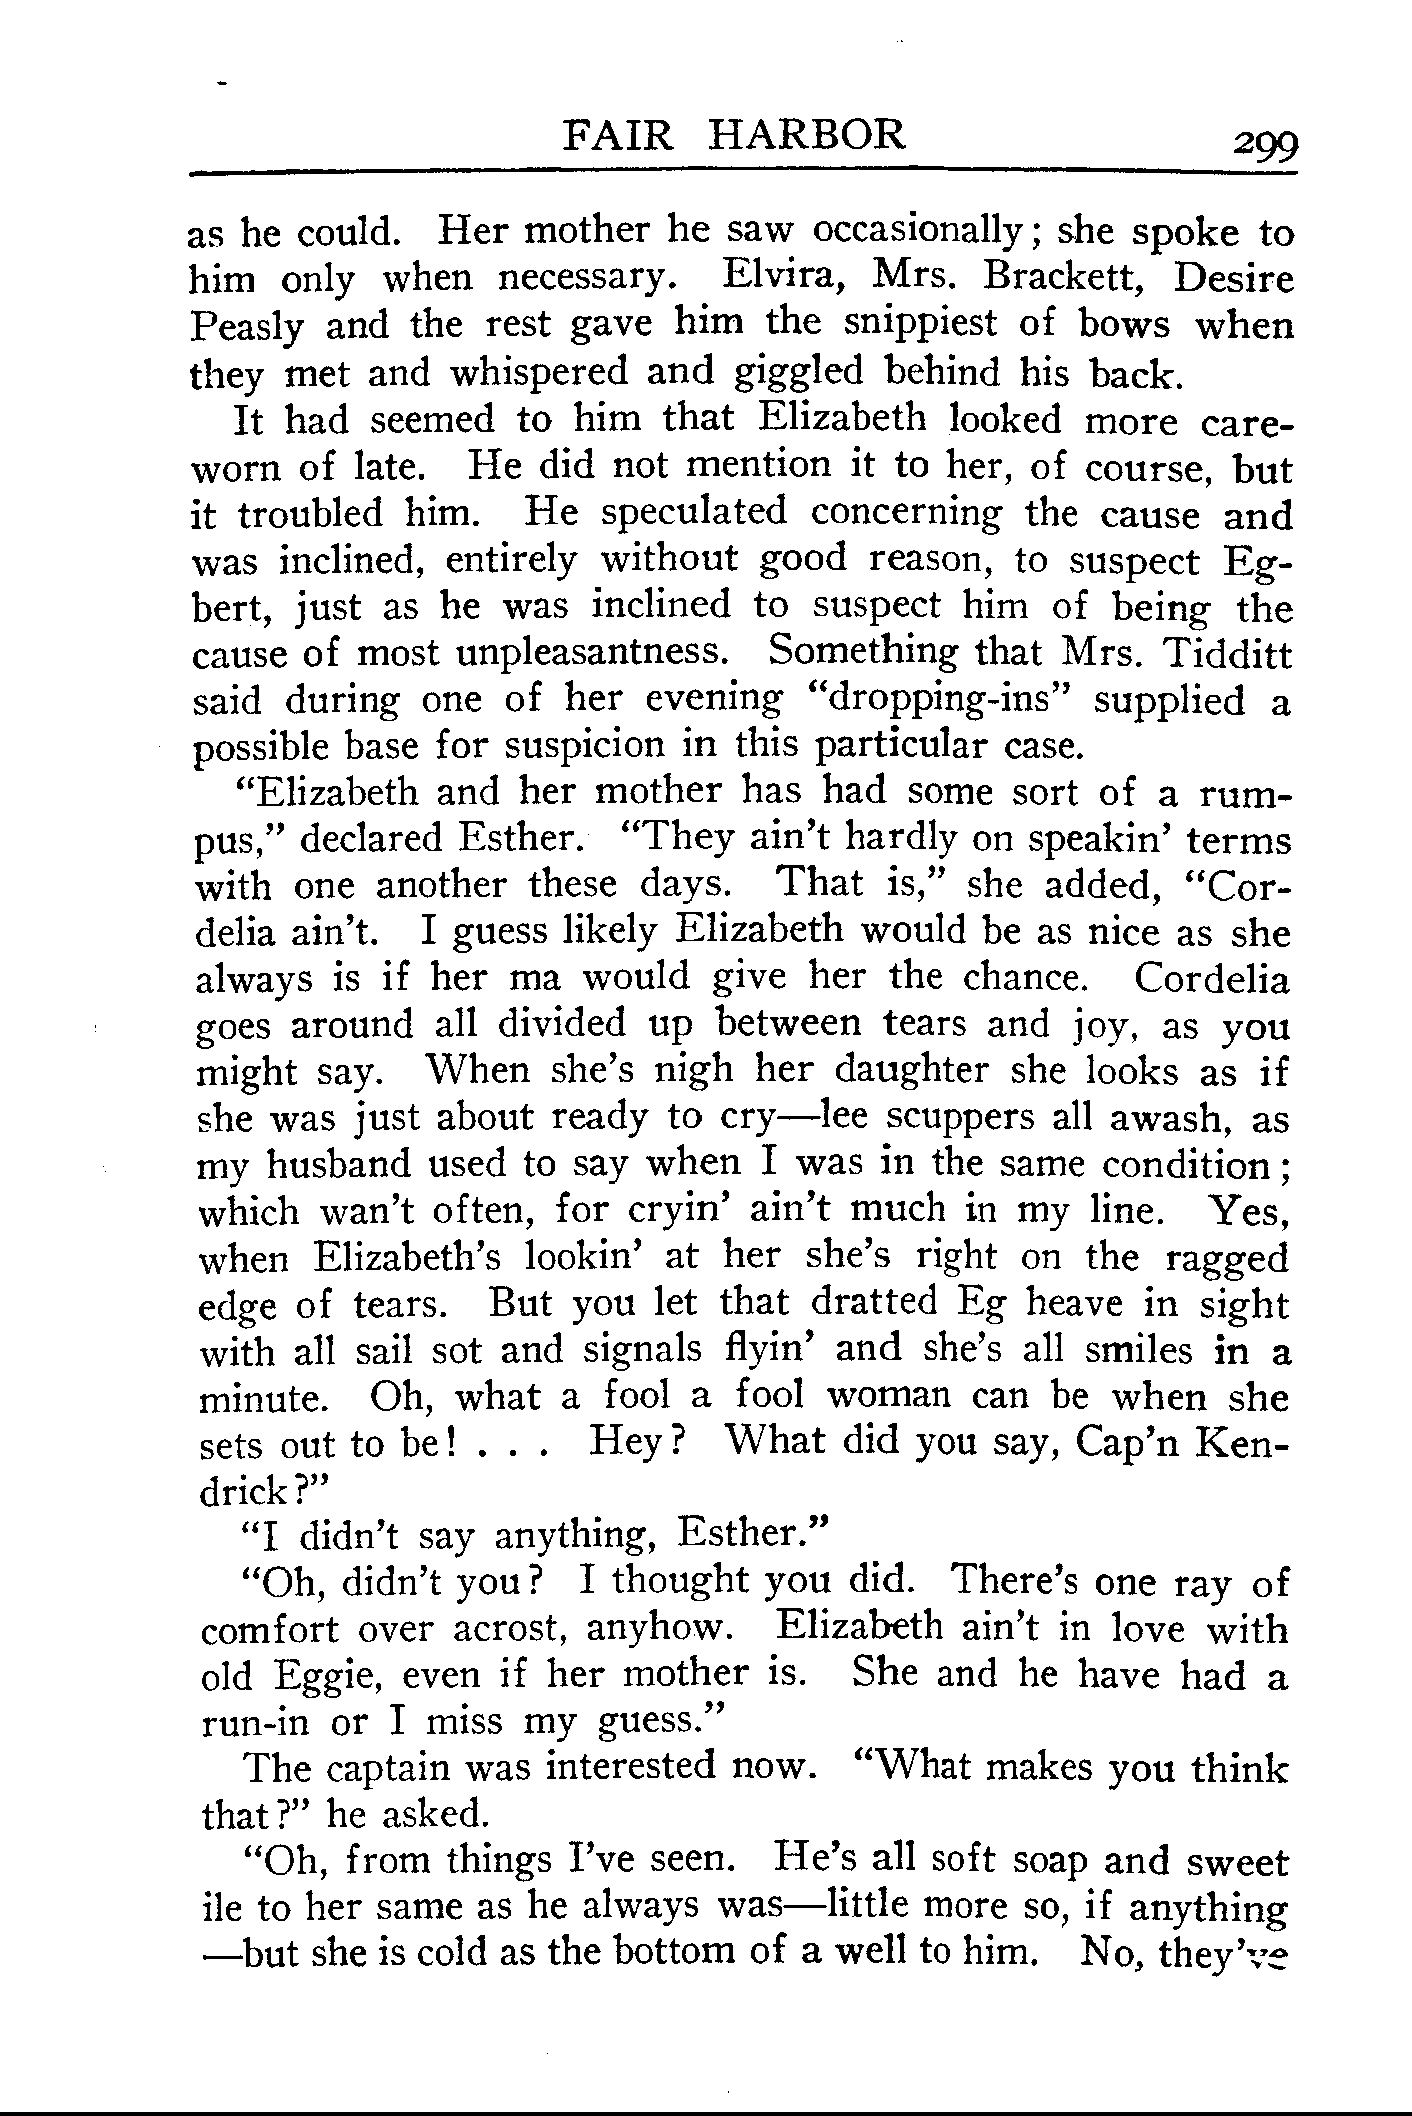 FAIR HARBOR 299
as he could. Her mother he saw occasionally; she spoke to
him only when necessary. Elvira, Mrs. Brackett, Desire
Peasly and the rest gave him the snippiest of bows when
they met and whispered and giggled behind his back.
It had seemed to him that Elizabeth looked more care-
worn of late. He did not mention it to her, of course, but
it troubled him. He speculated concerning the cause and
was inclined, entirely without good reason, to suspect Eg-
bert, just as he was inclined to suspect him of being the
cause of most unpleasantness. Something that Mrs. Tidditt
said during one of her evening “dropping-ins” supplied a
possible base for suspicion in this particular case.
“Elizabeth and her mother has had some sort of a rum-
pus,” declared Esther. “They ain’t hardly on speakin’ terms
with one another these days. That is,” she added, “Cor-
delia ain’t. I guess likely Elizabeth would be as nice as she
always is if her ma would give her the chance. Cordelia
goes around all divided up between tears and joy, as you
might say. When she’s nigh her daughter she looks as if
she was just about ready to cry—lee scuppers all awash, as
my husband used to say when I was in the same condition;
which wan’t often, for cryin’ ain’t much in my line. Yes,
when Elizabeth’s lookin’ at her she’s right on the ragged
edge of tears. But you let that dratted Eg heave in sight
with all sail sot and signals flyin’ and she’s all smiles in a
minute. Oh, what a fool a fool woman can be when she
sets out to be! . . . Hey? What did you say, Cap’n Ken-
drick?”
“I didn’t say anything, Esther.”
“Oh, didn’t you? I thought you did. There’s one ray of
comfort over acrost, anyhow. Elizabeth ain’t in love with
old Eggie, even if her mother is. She and he have had a
run-in or I miss my guess.”
The captain was interested now. “What makes you think
that?” he asked.
“Oh, from things I’ve seen. He’s all soft soap and sweet
ile to her same as he always was—little more so, if anything
—but she is cold as the bottom of a well to him. No, they’ve